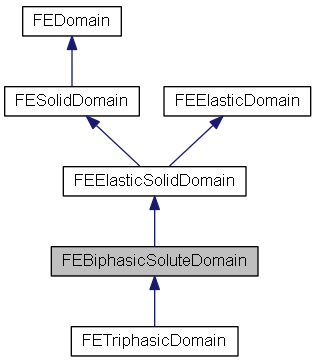 FEDomain
FESolidDomain
FEElasticDomain
FEElasticSolidDomain
FEBiphasicSoluteDomain
FETriphasicDomain